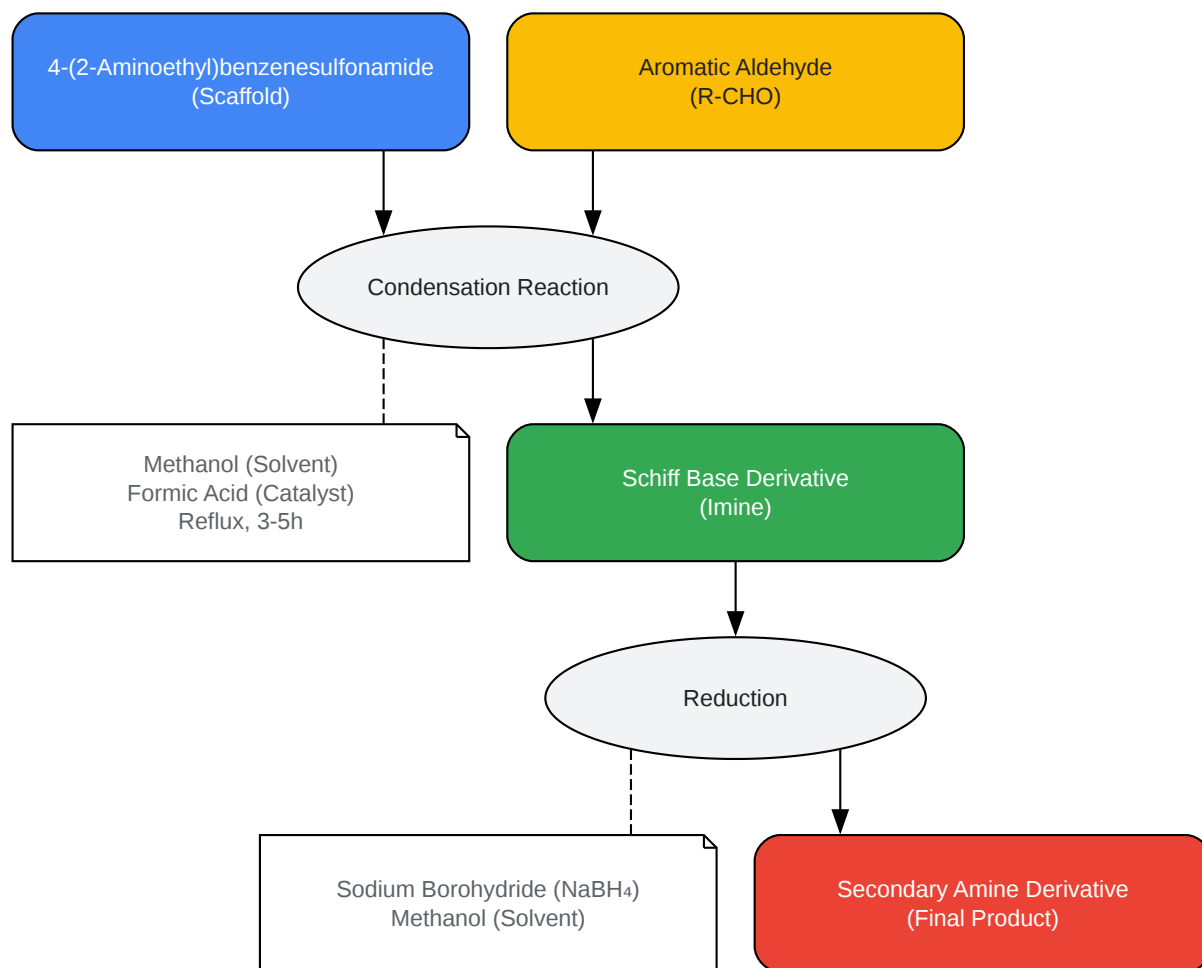 4-(2-Aminoethyl)benzenesulfonamide
(Scaffold)
Aromatic Aldehyde
(R-CHO)
Condensation Reaction
Methanol (Solvent)
Formic Acid (Catalyst)
Reflux, 3-5h
Schiff Base Derivative
(Imine)
Reduction
Sodium Borohydride (NaBH₄)
Methanol (Solvent)
Secondary Amine Derivative
(Final Product)